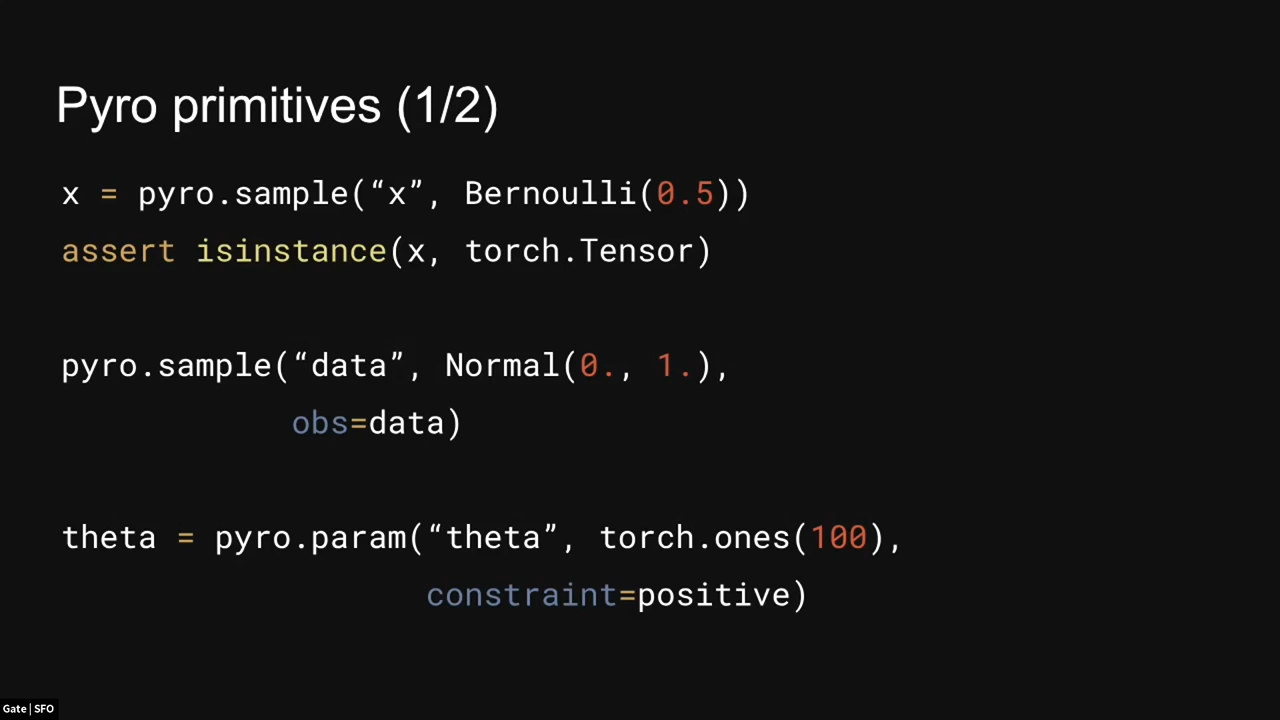 Pyro primitives (1/2)
x = pyro.sample(“x”, Bernoulli(0.5))
assert isinstance(x, torch.Tensor)
pyro.sample(“data”, Normal(0., 1.),
obs=data)
theta = pyro.param(“theta”, torch.ones(100),
constraint=positive)
Gate | SFO